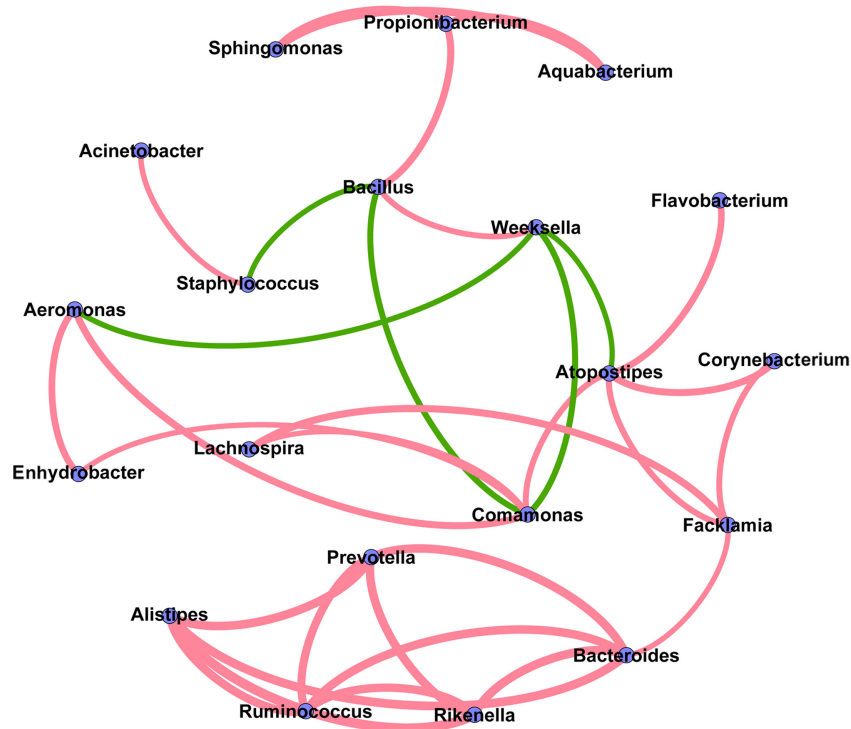 Propionibacterium
Sphingomonas
Aquabacterium
Acinetobacter
Bacillus
Flavobacterium
Weeksella
Staphylococcus
Aeromonas
Corynebacterium
Atopostipes
Lachnospira
Enhydrobacter
Comamonas
Facklamia
Prevotella
Alistipes
Bacteroides
Ruminococcus
Rikenella